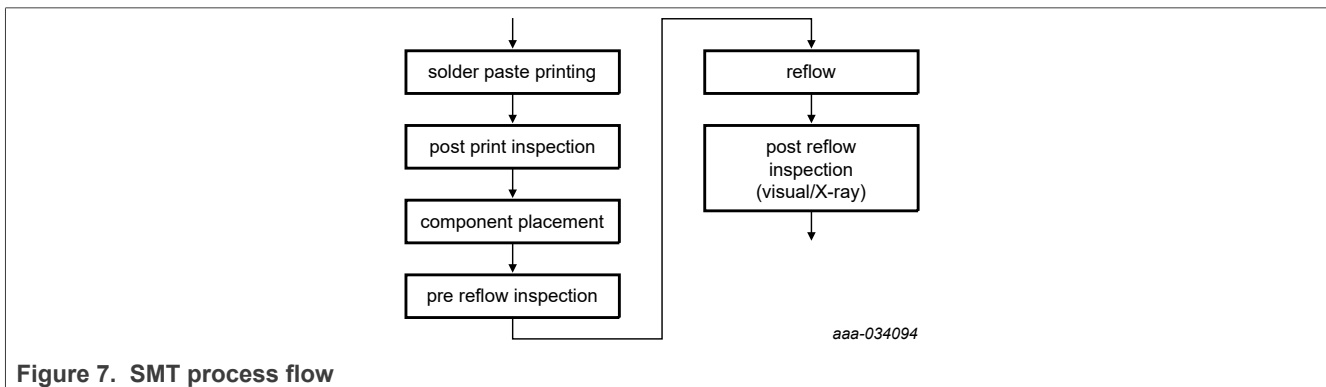 solder paste printing
post print inspection
component placement
pre reflow inspection
reflow
post reflow
inspection
(visual/X-ray)
aaa-034094
Figure 7. SMT process flow